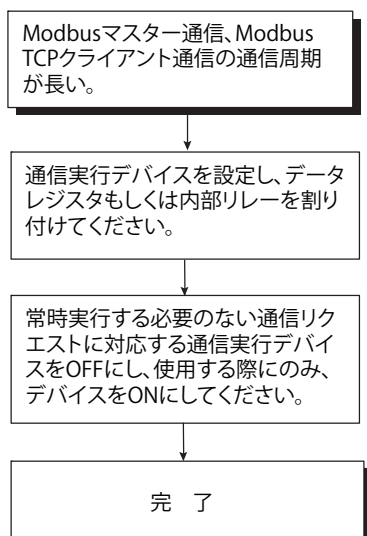 Modbusマスター通信、Modbus
TCPクライアント通信の通信周期
が長い。
通信実行デバイスを設定し、データ
レジスタもしくは内部リレーを割り
付けてください。
常時実行する必要のない通信リク
エストに対応する通信実行デバイ
スをOFFにし、使用する際にのみ、
デバイスをONにしてください。
完 了